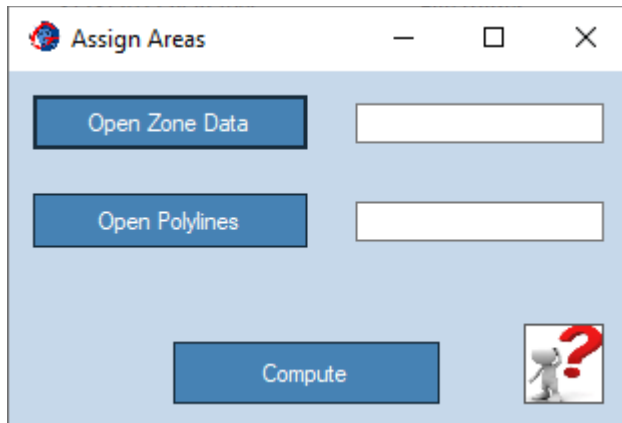 Assign Areas
Open Zone Data
Open Polylines
Compute
?